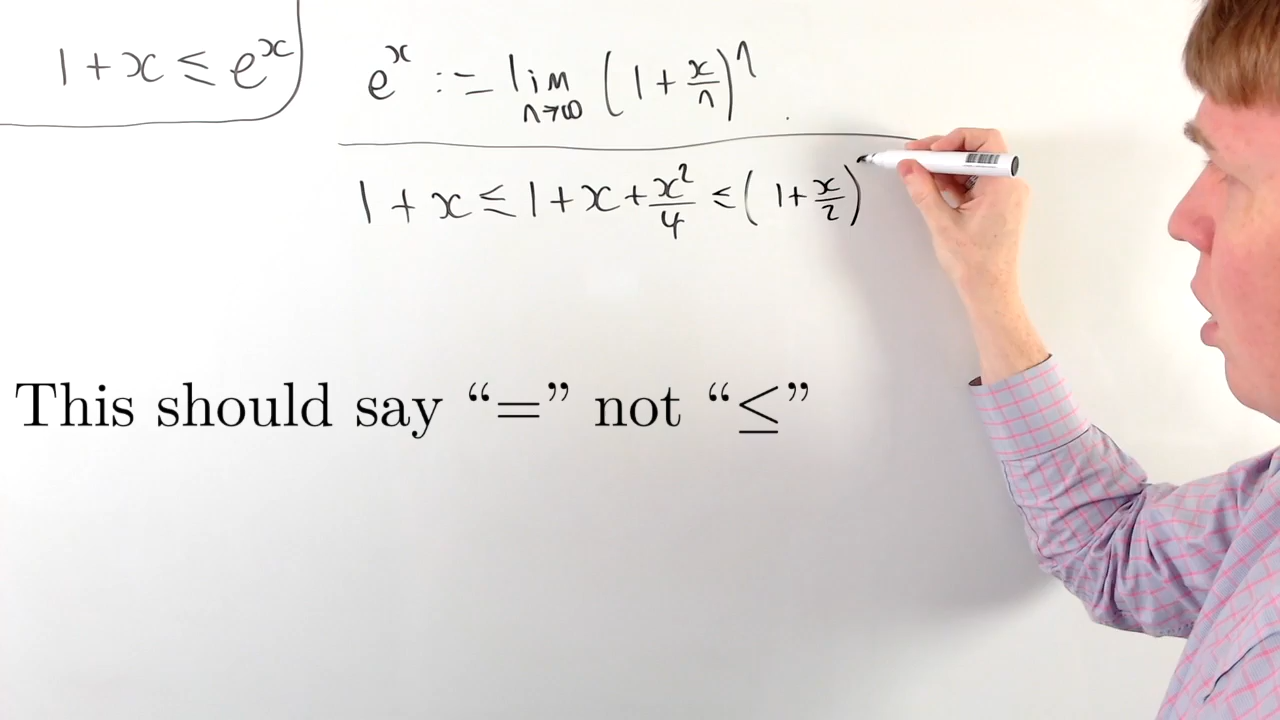 1 + x ≤ e^x
e^x := lim_{n→∞} (1 + x/n)^n .
1 + x ≤ 1 + x + x²/4 ≤ (1 + x/2)
This should say “=” not “≤”